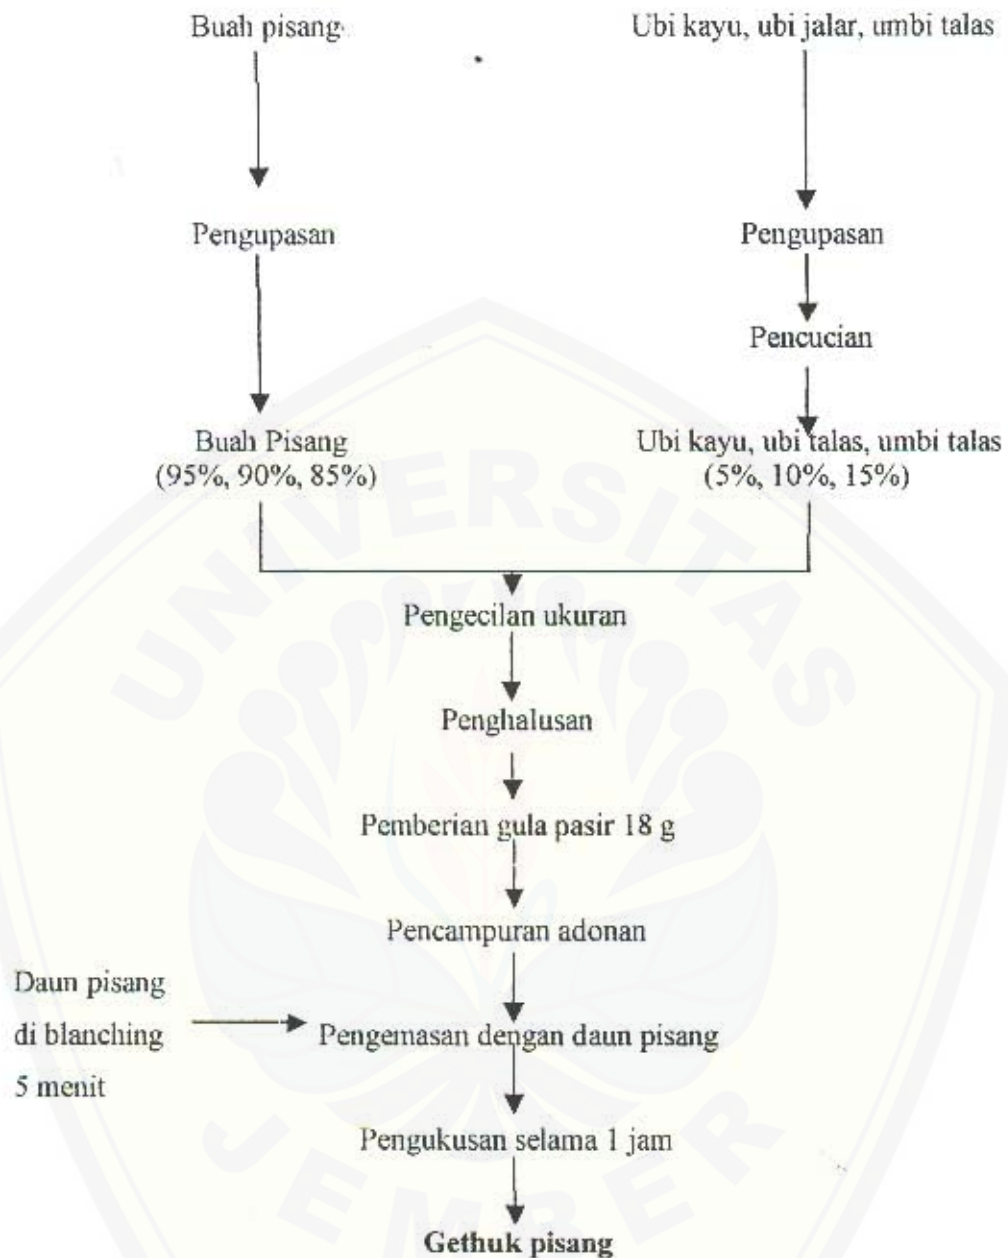 Buah pisang
Ubi kayu, ubi jalar, umbi talas
Pengupasan
Pengupasan
Pencucian
Buah Pisang
(95%, 90%, 85%)
Ubi kayu, ubi talas, umbi talas
(5%, 10%, 15%)
Pengecilan ukuran
Penghalusan
Pemberian gula pasir 18 g
Pencampuran adonan
Daun pisang
di blanching
5 menit
Pengemasan dengan daun pisang
Pengukusan selama 1 jam
Gethuk pisang
UNIVERSITAS
JEMBER